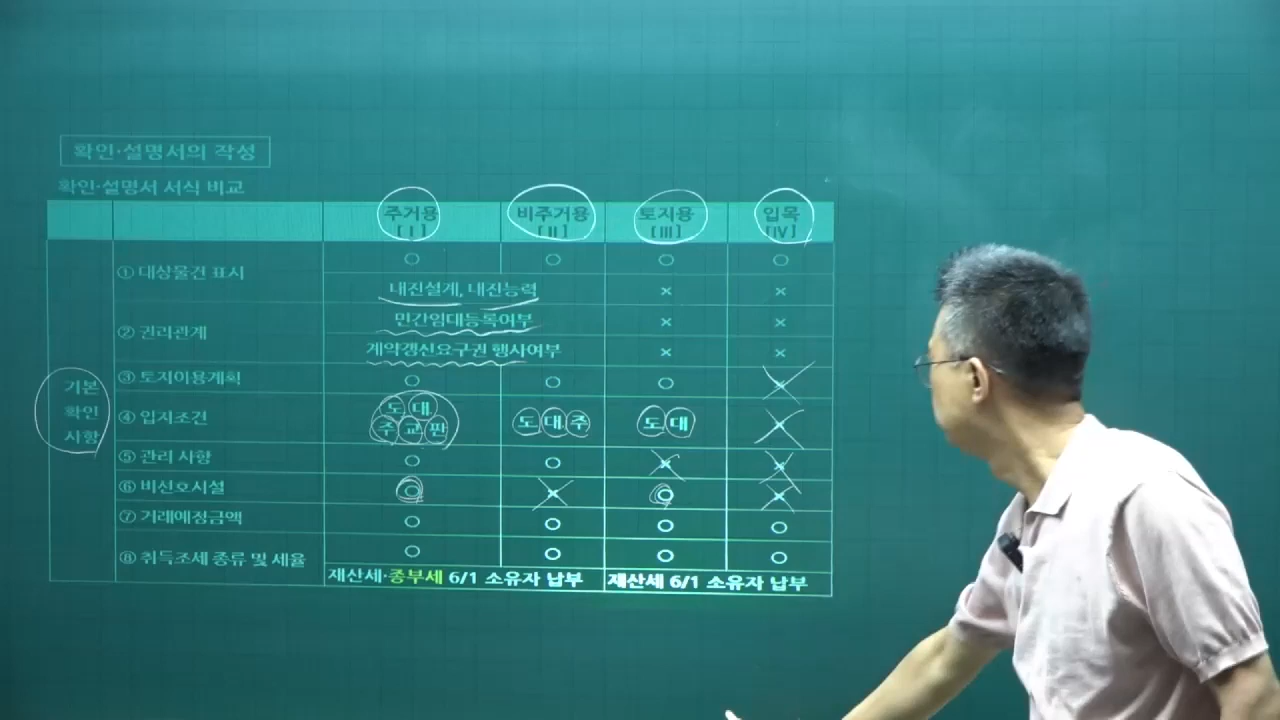 확인·설명서의 작성
확인·설명서 서식 비교
주거용 [Ⅰ] 비주거용 [Ⅱ] 토지용 [Ⅲ] 입목 [Ⅳ]
기본 확인 사항
① 대상물건 표시 ○ ○ ○ ○
내진설계, 내진능력 × ×
② 권리관계 민간임대등록여부 × ×
계약갱신요구권 행사여부 × ×
③ 토지이용계획 ○ ○ ○ ×
④ 입지조건 도 대 주 교 판 도 대 주 도 대 ×
⑤ 관리 사항 ○ ○ × ×
⑥ 비선호시설 ○ × ○ ×
⑦ 거래예정금액 ○ ○ ○ ○
⑧ 취득조세 종류 및 세율 ○ ○ ○ ○
재산세·종부세 6/1 소유자 납부 재산세 6/1 소유자 납부